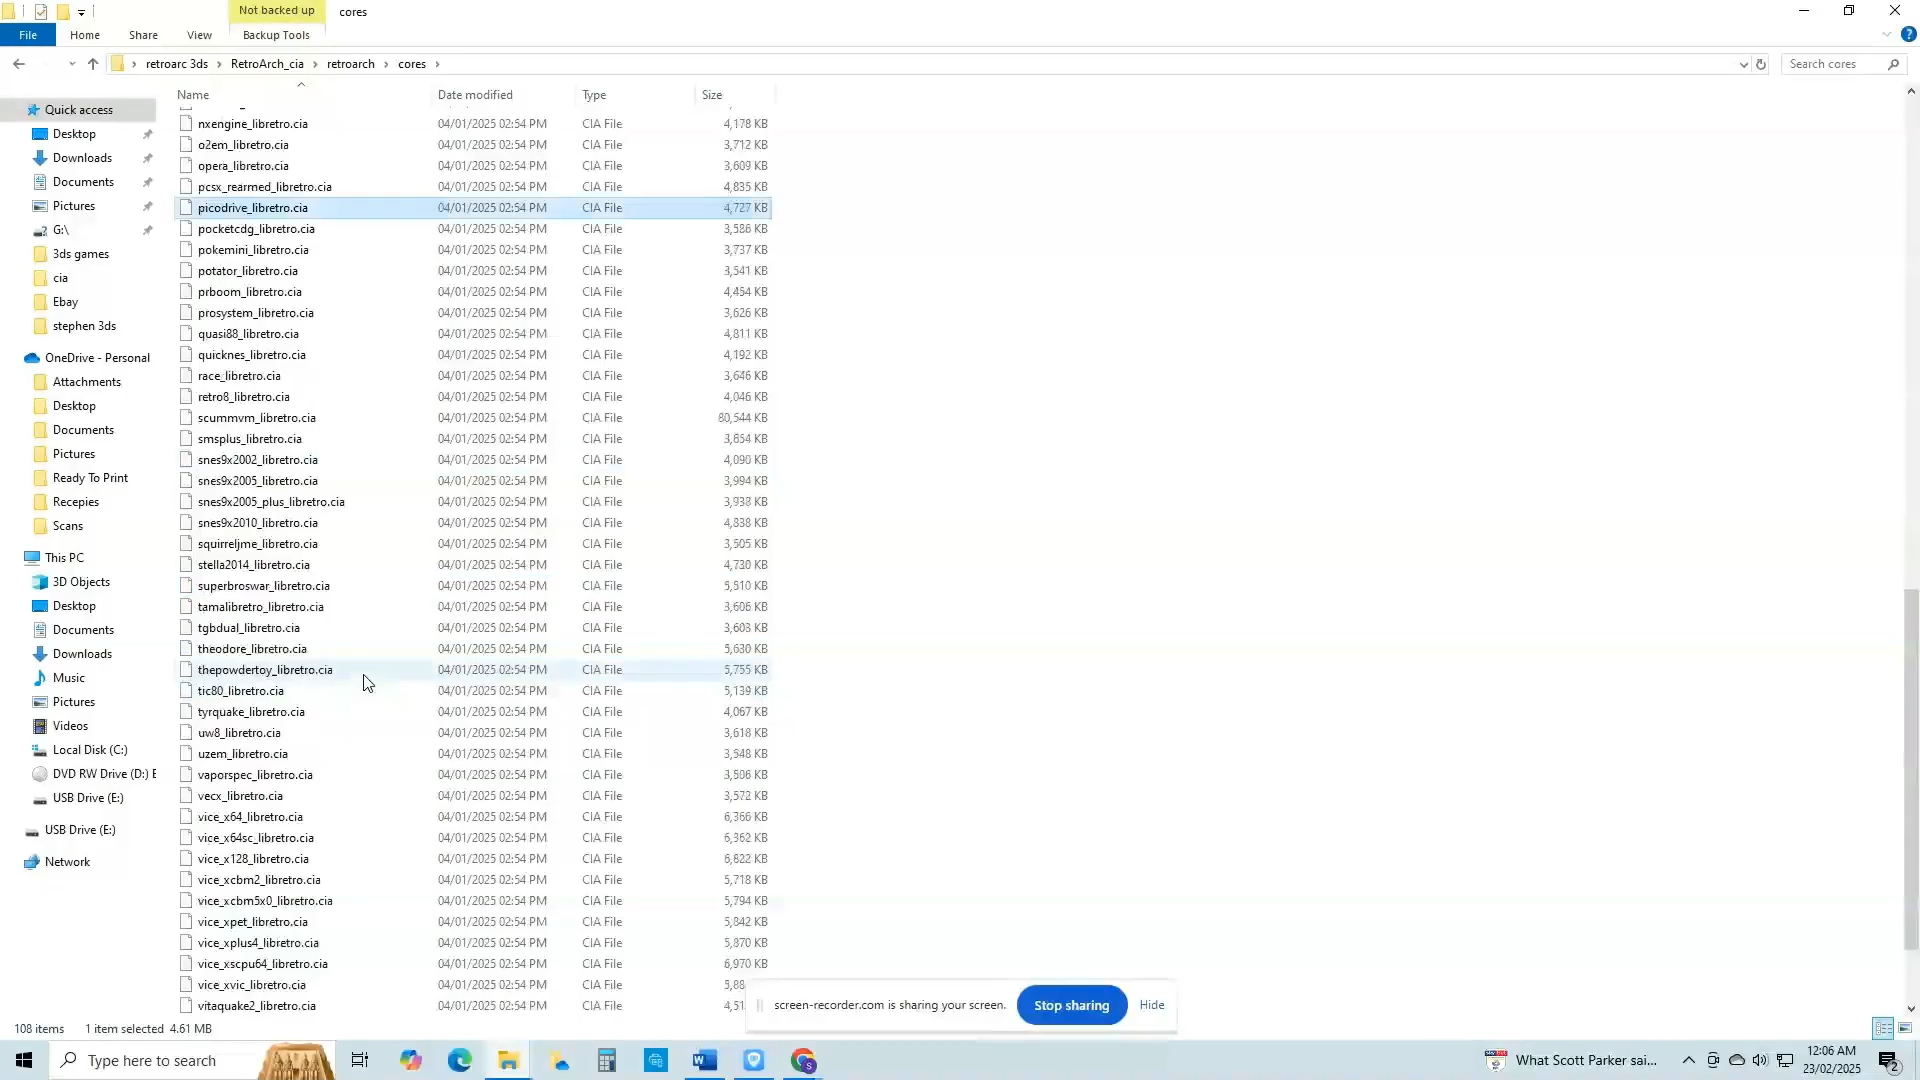 Not backed up
cores
File
Home
Share
View
Backup Tools
retroarc 3ds
RetroArch_cia
retroarch
cores
Search cores
Name
Date modified
Type
Size
Quick access
Desktop
Downloads
Documents
Pictures
G:\
3ds games
cia
Ebay
stephen 3ds
OneDrive - Personal
Attachments
Desktop
Documents
Pictures
Ready To Print
Recepies
Scans
This PC
3D Objects
Desktop
Documents
Downloads
Music
Pictures
Videos
Local Disk (C:)
DVD RW Drive (D:) E
USB Drive (E:)
USB Drive (E:)
Network
nxengine_libretro.cia 04/01/2025 02:54 PM CIA File 4,178 KB
o2em_libretro.cia 04/01/2025 02:54 PM CIA File 3,712 KB
opera_libretro.cia 04/01/2025 02:54 PM CIA File 3,609 KB
pcsx_rearmed_libretro.cia 04/01/2025 02:54 PM CIA File 4,835 KB
picodrive_libretro.cia 04/01/2025 02:54 PM CIA File 4,727 KB
pocketcdg_libretro.cia 04/01/2025 02:54 PM CIA File 3,586 KB
pokemini_libretro.cia 04/01/2025 02:54 PM CIA File 3,737 KB
potator_libretro.cia 04/01/2025 02:54 PM CIA File 3,541 KB
prboom_libretro.cia 04/01/2025 02:54 PM CIA File 4,454 KB
prosystem_libretro.cia 04/01/2025 02:54 PM CIA File 3,626 KB
quasi88_libretro.cia 04/01/2025 02:54 PM CIA File 4,811 KB
quicknes_libretro.cia 04/01/2025 02:54 PM CIA File 4,192 KB
race_libretro.cia 04/01/2025 02:54 PM CIA File 3,646 KB
retro8_libretro.cia 04/01/2025 02:54 PM CIA File 4,046 KB
scummvm_libretro.cia 04/01/2025 02:54 PM CIA File 80,544 KB
smsplus_libretro.cia 04/01/2025 02:54 PM CIA File 3,854 KB
snes9x2002_libretro.cia 04/01/2025 02:54 PM CIA File 4,090 KB
snes9x2005_libretro.cia 04/01/2025 02:54 PM CIA File 3,994 KB
snes9x2005_plus_libretro.cia 04/01/2025 02:54 PM CIA File 3,938 KB
snes9x2010_libretro.cia 04/01/2025 02:54 PM CIA File 4,838 KB
squirreljme_libretro.cia 04/01/2025 02:54 PM CIA File 3,505 KB
stella2014_libretro.cia 04/01/2025 02:54 PM CIA File 4,730 KB
superbroswar_libretro.cia 04/01/2025 02:54 PM CIA File 5,510 KB
tamalibretro_libretro.cia 04/01/2025 02:54 PM CIA File 3,606 KB
tgbdual_libretro.cia 04/01/2025 02:54 PM CIA File 3,603 KB
theodore_libretro.cia 04/01/2025 02:54 PM CIA File 5,630 KB
thepowdertoy_libretro.cia 04/01/2025 02:54 PM CIA File 5,755 KB
tic80_libretro.cia 04/01/2025 02:54 PM CIA File 5,139 KB
tyrquake_libretro.cia 04/01/2025 02:54 PM CIA File 4,067 KB
uw8_libretro.cia 04/01/2025 02:54 PM CIA File 3,618 KB
uzem_libretro.cia 04/01/2025 02:54 PM CIA File 3,548 KB
vaporspec_libretro.cia 04/01/2025 02:54 PM CIA File 3,506 KB
vecx_libretro.cia 04/01/2025 02:54 PM CIA File 3,572 KB
vice_x64_libretro.cia 04/01/2025 02:54 PM CIA File 6,366 KB
vice_x64sc_libretro.cia 04/01/2025 02:54 PM CIA File 6,362 KB
vice_x128_libretro.cia 04/01/2025 02:54 PM CIA File 6,822 KB
vice_xcbm2_libretro.cia 04/01/2025 02:54 PM CIA File 5,718 KB
vice_xcbm5x0_libretro.cia 04/01/2025 02:54 PM CIA File 5,794 KB
vice_xpet_libretro.cia 04/01/2025 02:54 PM CIA File 5,842 KB
vice_xplus4_libretro.cia 04/01/2025 02:54 PM CIA File 5,870 KB
vice_xscpu64_libretro.cia 04/01/2025 02:54 PM CIA File 6,970 KB
vice_xvic_libretro.cia 04/01/2025 02:54 PM CIA File 5,88
vitaquake2_libretro.cia 04/01/2025 02:54 PM CIA File 4,51
screen-recorder.com is sharing your screen.
Stop sharing
Hide
108 items
1 item selected 4.61 MB
Type here to search
What Scott Parker sai...
12:06 AM
23/02/2025
2